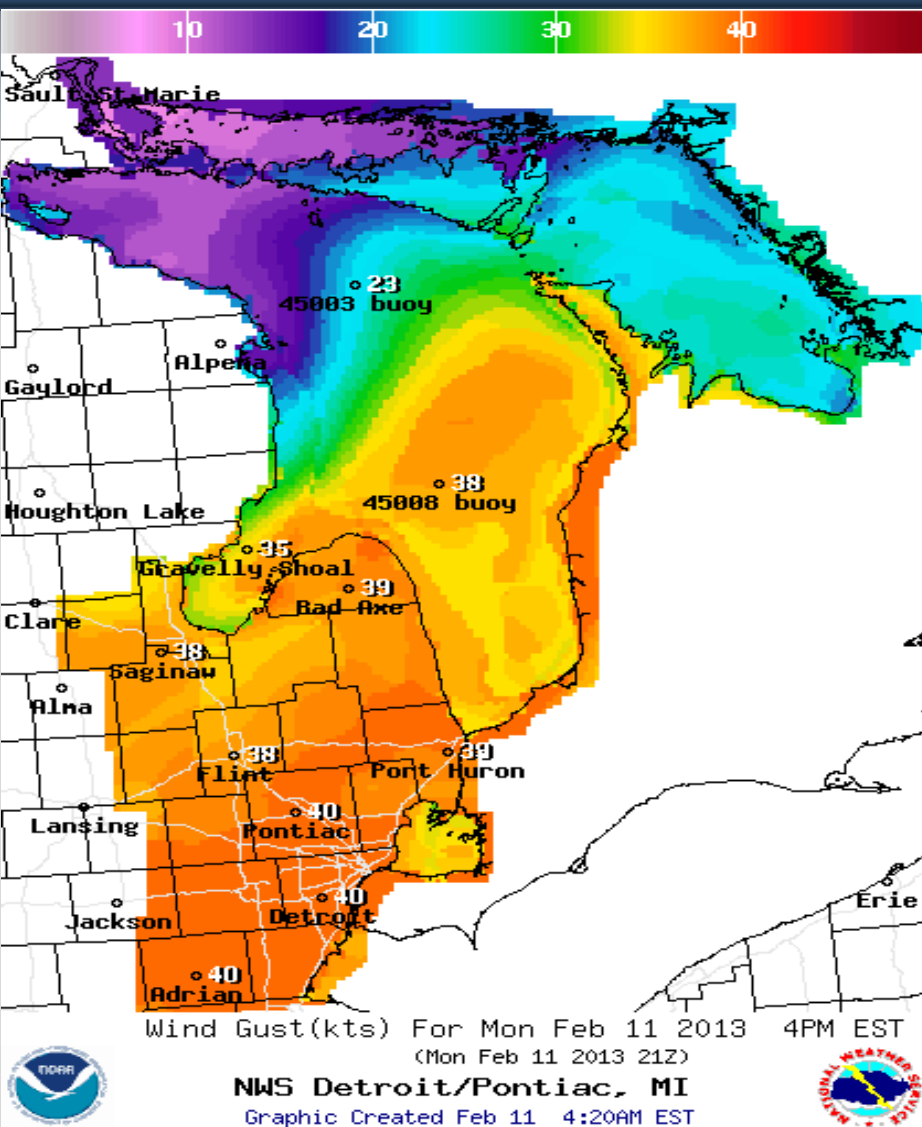 10 20 30 40
Sault St Marie
23
45003 buoy
Alpena
Gaylord
38
45008 buoy
Houghton Lake
35
Gravelly Shoal
39
Bad Axe
Clare
38
Saginaw
Alma
38
Flint
39
Port Huron
40
Pontiac
Lansing
40
Detroit
Jackson
Erie
40
Adrian
Wind Gust(kts) For Mon Feb 11 2013 4PM EST
(Mon Feb 11 2013 21Z)
NWS Detroit/Pontiac, MI
Graphic Created Feb 11 4:20AM EST
NOAA
NATIONAL WEATHER SERVICE